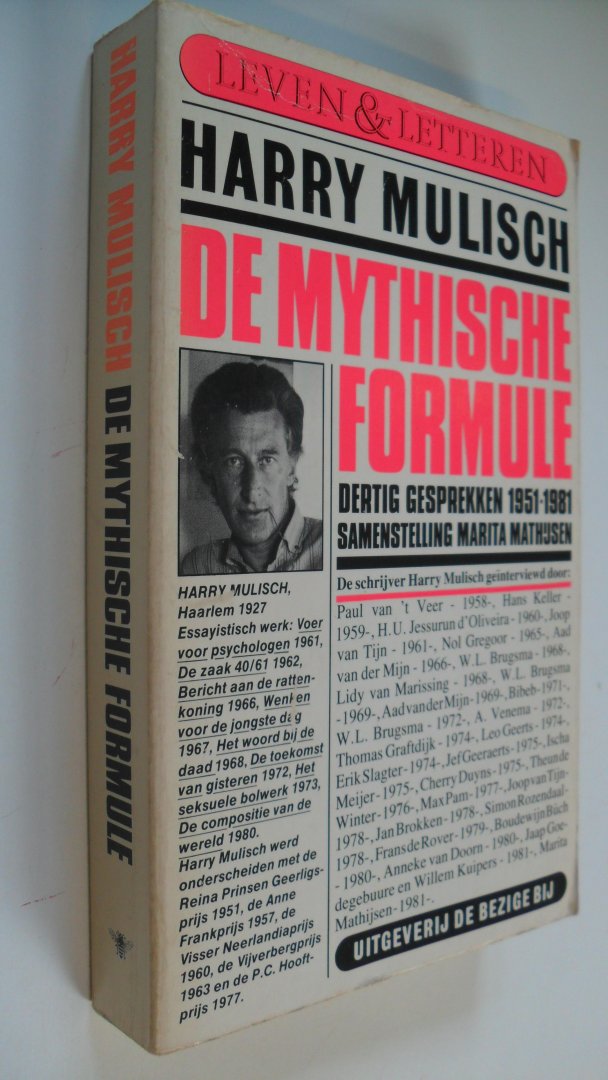 HARRY MULISCH DE MYTHISCHE FORMULE
LEVEN & LETTEREN
HARRY MULISCH
DE MYTHISCHE
FORMULE
DERTIG GESPREKKEN 1951-1981
SAMENSTELLING MARITA MATHIJSEN
HARRY MULISCH,
Haarlem 1927
Essayistisch werk: Voer
voor psychologen 1961,
De zaak 40/61 1962,
Bericht aan de ratten-
koning 1966, Wenken
voor de jongste dag
1967, Het woord bij de
daad 1968, De toekomst
van gisteren 1972, Het
seksuele bolwerk 1973,
De compositie van de
wereld 1980.
Harry Mulisch werd
onderscheiden met de
Reina Prinsen Geerligs-
prijs 1951, de Anne
Frankprijs 1957, de
Visser Neerlandiaprijs
1960, de Vijverbergprijs
1963 en de P.C. Hooft-
prijs 1977.
De schrijver Harry Mulisch geïnterviewd door:
Paul van 't Veer - 1958-, Hans Keller -
1959-, H.U. Jessurun d'Oliveira - 1960-, Joop
van Tijn - 1961-, Nol Gregoor - 1965-, Aad
van der Mijn - 1966-, W.L. Brugsma - 1968-,
Lidy van Marissing - 1968-, W.L. Brugsma
- 1969-, Aad van der Mijn - 1969-, Bibeb - 1971-,
W.L. Brugsma - 1972-, A. Venema - 1972-,
Thomas Graftdijk - 1974-, Leo Geerts - 1974-,
Erik Slagter - 1974-, Jef Geeraerts - 1975-, Ischa
Meijer - 1975-, Cherry Duyns - 1975-, Theun de
Winter - 1976-, Max Pam - 1977-, Joop van Tijn -
1978-, Jan Brokken - 1978-, Simon Rozendaal -
1978-, Frans de Rover - 1979-, Boudewijn Büch
- 1980-, Anneke van Doorn - 1980-, Jaap Goe-
degebuure en Willem Kuipers - 1981-, Marita
Mathijsen - 1981-.
UITGEVERIJ DE BEZIGE BIJ